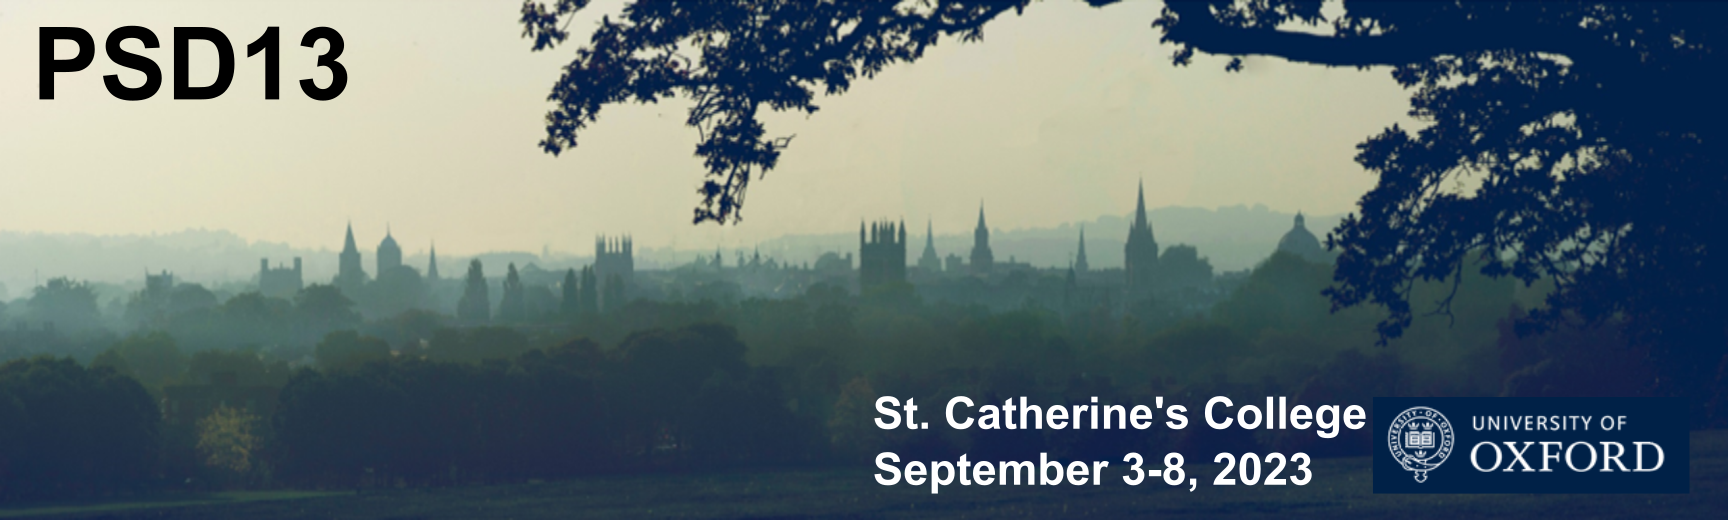 PSD13
St. Catherine's College
September 3-8, 2023
UNIVERSITY OF
OXFORD